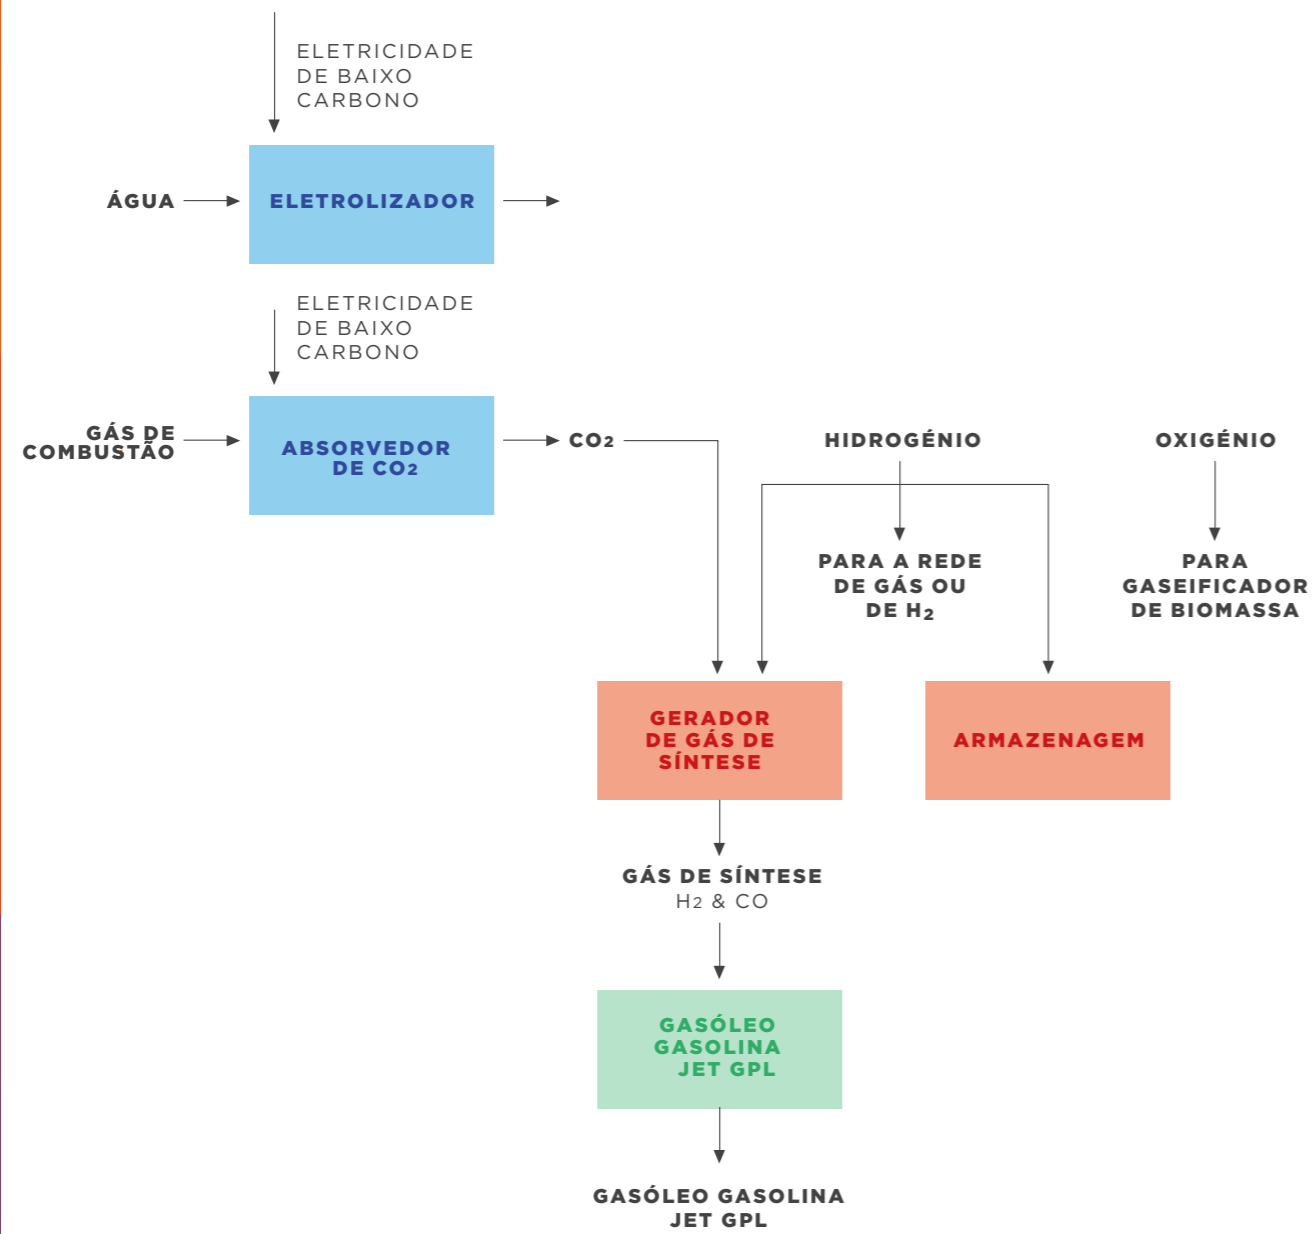 ELETRICIDADE
DE BAIXO
CARBONO
ÁGUA
ELETROLIZADOR
ELETRICIDADE
DE BAIXO
CARBONO
GÁS DE
COMBUSTÃO
ABSORVEDOR
DE CO2
CO2
HIDROGÉNIO
OXIGÉNIO
PARA A REDE
DE GÁS OU
DE H2
PARA
GASEIFICADOR
DE BIOMASSA
GERADOR
DE GÁS DE
SÍNTESE
ARMAZENAGEM
GÁS DE SÍNTESE
H2 & CO
GASÓLEO
GASOLINA
JET GPL
GASÓLEO GASOLINA
JET GPL